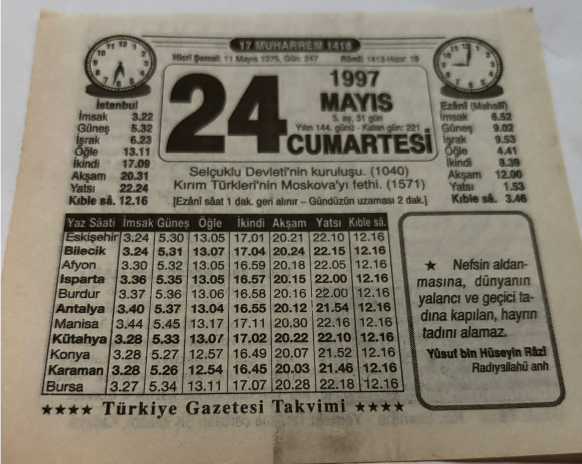 17 MUHARREM 1418
Hicrî Şemsî: 11 Mayıs 1375, Gün: 247 Rûmî: 1413-Hızır: 19
24
1997
MAYIS
5. ay, 31 gün
Yılın 144. günü - Kalan gün: 221
CUMARTESİ
İstanbul
İmsak 3.22
Güneş 5.32
İşrak 6.23
Öğle 13.11
İkindi 17.09
Akşam 20.31
Yatsı 22.24
Kıble sâ. 12.16
Ezânî (Mahallî)
İmsak 6.52
Güneş 9.02
İşrak 9.53
Öğle 4.41
İkindi 8.39
Akşam 12.00
Yatsı 1.53
Kıble sâ. 3.46
Selçuklu Devleti'nin kuruluşu. (1040)
Kırım Türkleri'nin Moskova'yı fethi. (1571)
[Ezânî sâat 1 dak. geri alınır – Gündüzün uzaması 2 dak.]
Yaz Sâati İmsak Güneş Öğle İkindi Akşam Yatsı Kıble sâ.
Eskişehir 3.24 5.30 13.05 17.01 20.21 22.10 12.16
Bilecik 3.24 5.31 13.07 17.04 20.24 22.15 12.16
Afyon 3.30 5.32 13.05 16.59 20.18 22.05 12.16
Isparta 3.36 5.35 13.05 16.57 20.15 22.00 12.16
Burdur 3.37 5.36 13.06 16.58 20.16 22.00 12.16
Antalya 3.40 5.37 13.04 16.55 20.12 21.54 12.16
Manisa 3.44 5.45 13.17 17.11 20.30 22.16 12.16
Kütahya 3.28 5.33 13.07 17.02 20.22 22.10 12.16
Konya 3.28 5.27 12.57 16.49 20.07 21.52 12.16
Karaman 3.28 5.26 12.54 16.45 20.03 21.46 12.16
Bursa 3.27 5.34 13.11 17.07 20.28 22.18 12.16
★ Nefsin aldan-
masına, dünyanın
yalancı ve geçici ta-
dına kapılan, hayrın
tadını alamaz.
Yûsuf bin Hüseyin Râzî
Radıyallahü anh
★★★★ Türkiye Gazetesi Takvimi ★★★★